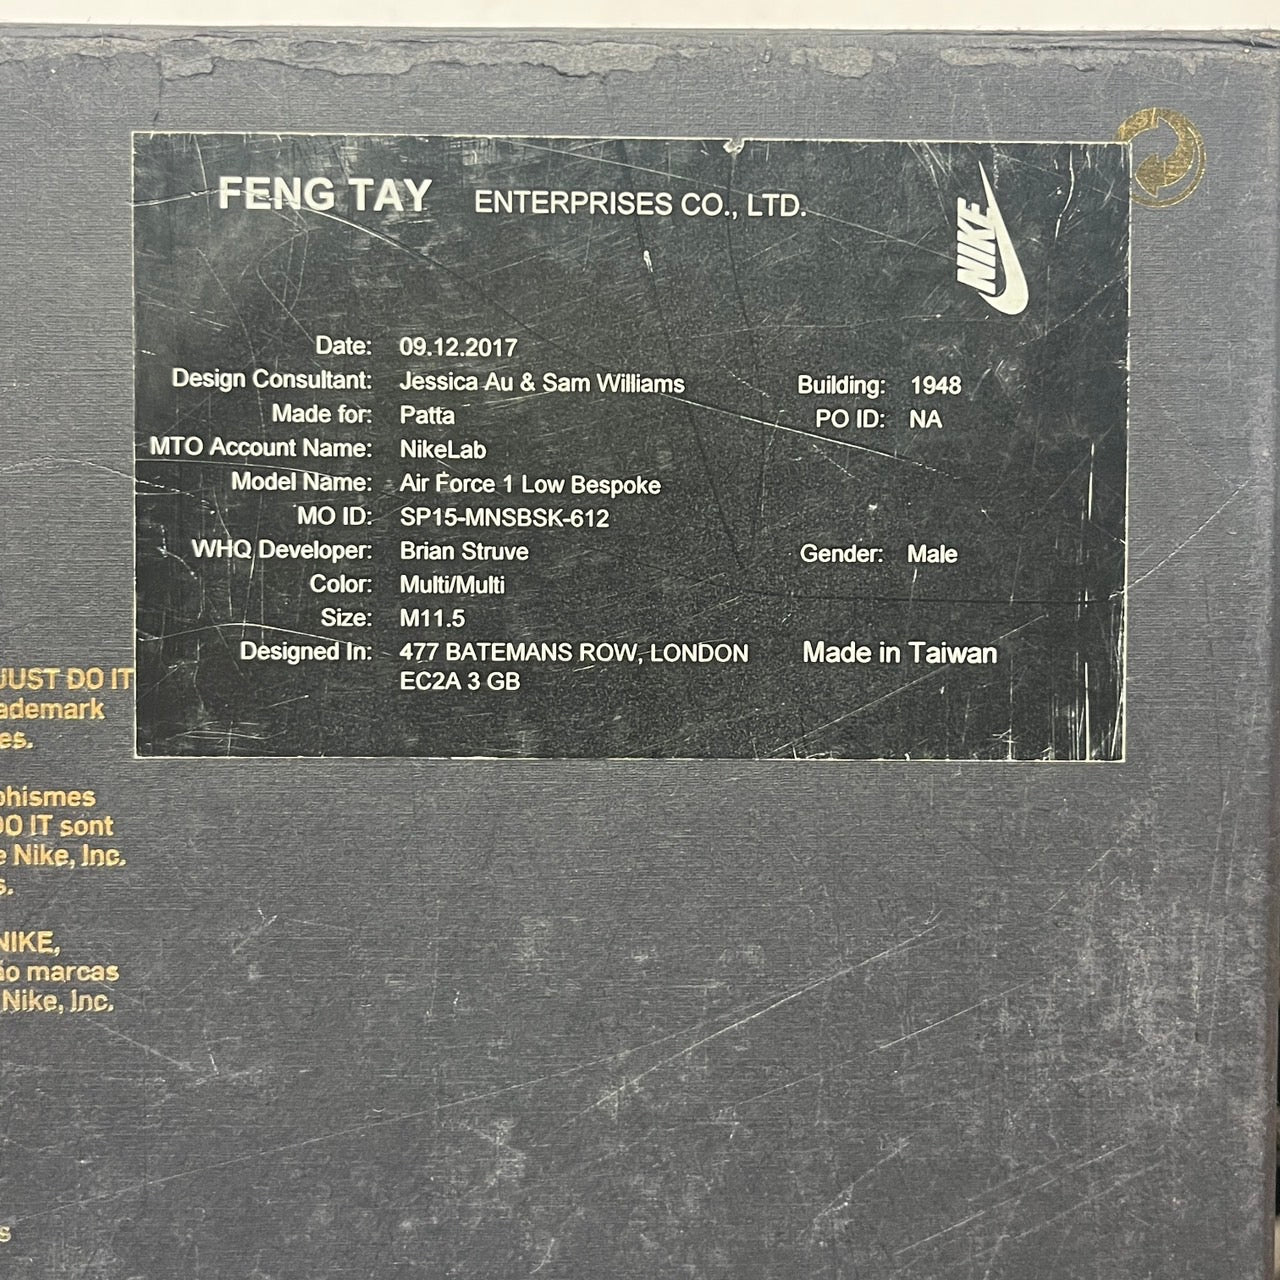 FENG TAY ENTERPRISES CO., LTD.
NIKE
Date: 09.12.2017
Design Consultant: Jessica Au & Sam Williams Building: 1948
Made for: Patta PO ID: NA
MTO Account Name: NikeLab
Model Name: Air Force 1 Low Bespoke
MO ID: SP15-MNSBSK-612
WHQ Developer: Brian Struve Gender: Male
Color: Multi/Multi
Size: M11.5
Designed In: 477 BATEMANS ROW, LONDON Made in Taiwan
EC2A 3 GB
JUST DO IT
ademark
es.
phismes
DO IT sont
e Nike, Inc.
s.
NIKE,
ão marcas
Nike, Inc.
s